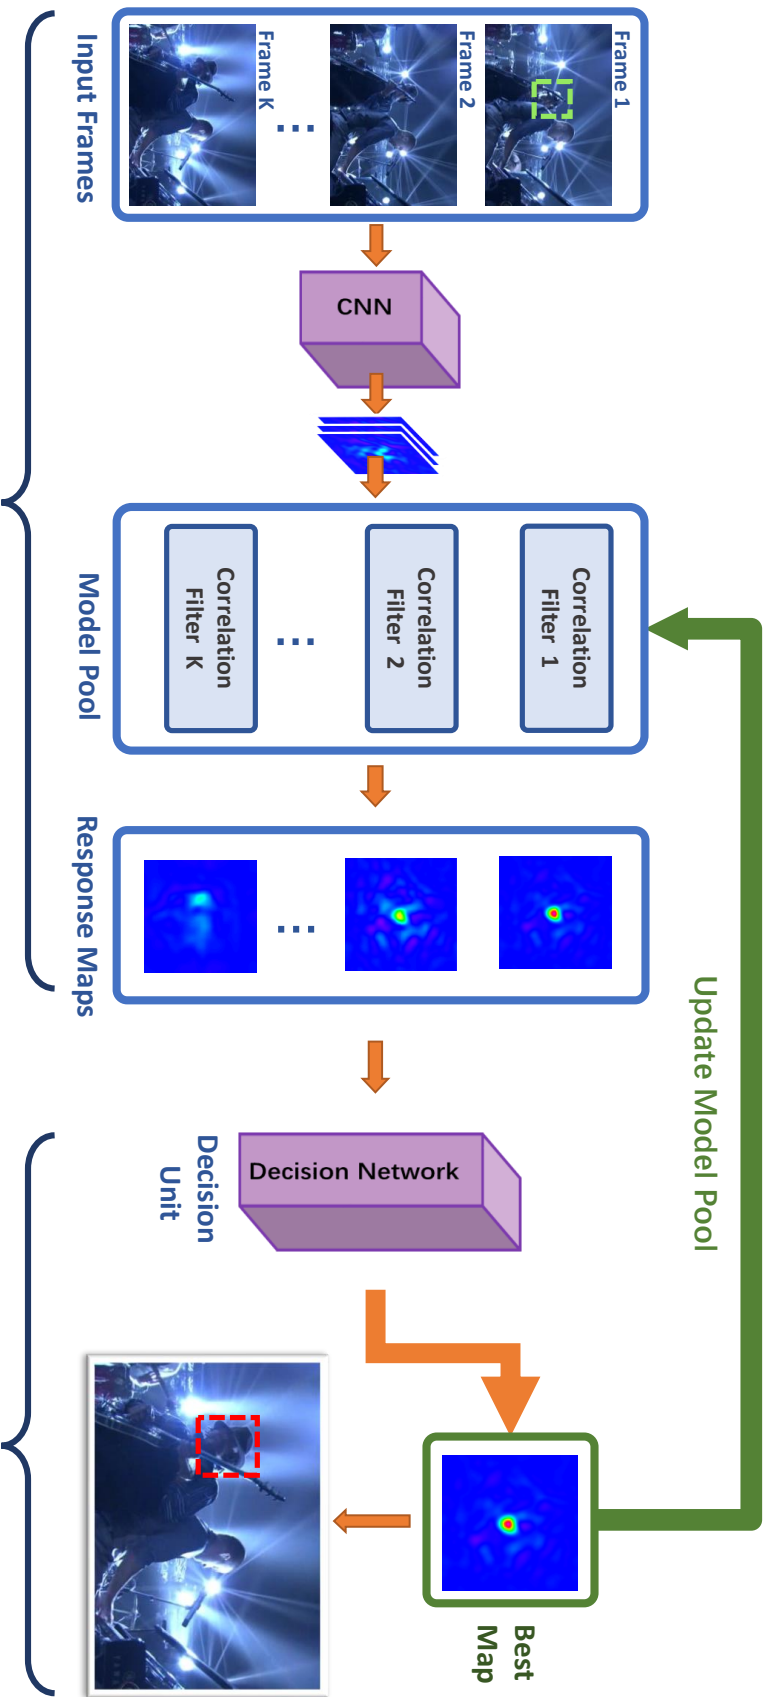 Frame 1
Frame 2
...
Frame K
Input Frames
CNN
Correlation
Filter 1
Correlation
Filter 2
...
Correlation
Filter K
Model Pool
...
Response Maps
Update Model Pool
Decision Network
Decision
Unit
Best
Map